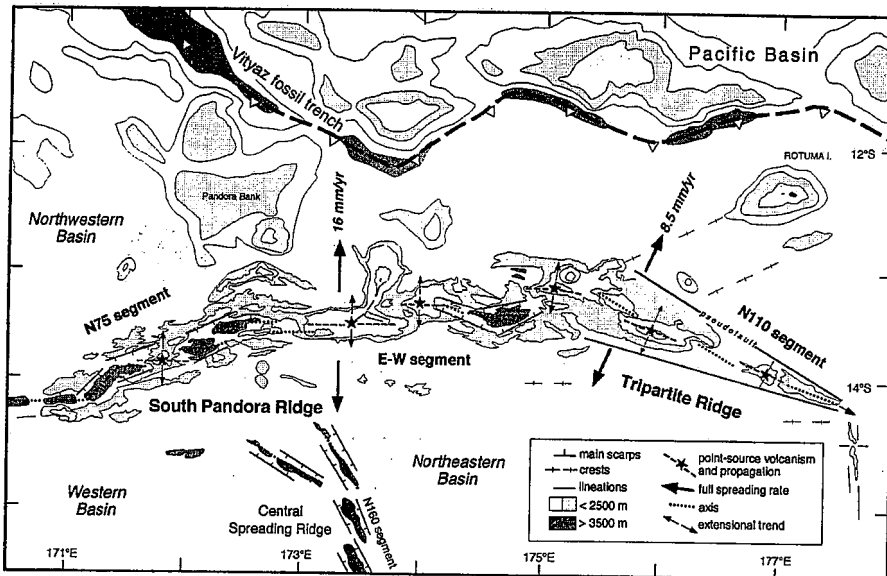 Pacific Basin
Vityaz fossil trench
12°S
ROTUMA I.
Pandora Bank
16 mm/yr
8.5 mm/yr
Northwestern
Basin
N75 segment
N110 segment
pseudofault
E-W segment
14°S
South Pandora Ridge
Tripartite Ridge
Northeastern
Basin
Western
Basin
Central
Spreading Ridge
N160 segment
main scarps
crests
lineations
< 2500 m
> 3500 m
point-source volcanism
and propagation
full spreading rate
axis
extensional trend
171°E
173°E
175°E
177°E